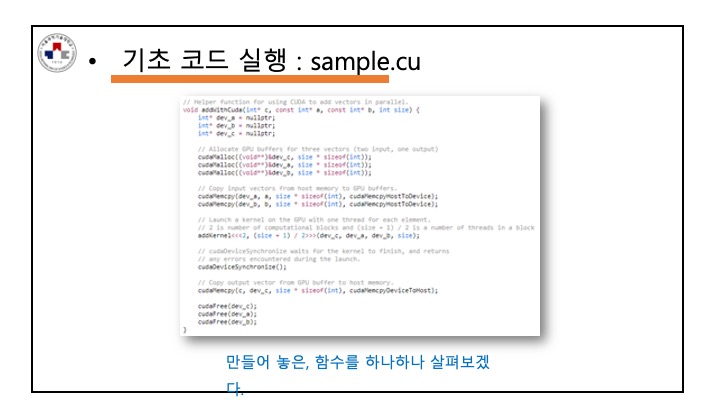 • 기초 코드 실행 : sample.cu
// Helper function for using CUDA to add vectors in parallel.
void addWithCuda(int* c, const int* a, const int* b, int size) {
int* dev_a = nullptr;
int* dev_b = nullptr;
int* dev_c = nullptr;
// Allocate GPU buffers for three vectors (two input, one output)
cudaMalloc((void**)&dev_c, size * sizeof(int));
cudaMalloc((void**)&dev_a, size * sizeof(int));
cudaMalloc((void**)&dev_b, size * sizeof(int));
// Copy input vectors from host memory to GPU buffers.
cudaMemcpy(dev_a, a, size * sizeof(int), cudaMemcpyHostToDevice);
cudaMemcpy(dev_b, b, size * sizeof(int), cudaMemcpyHostToDevice);
// Launch a kernel on the GPU with one thread for each element.
// 2 is number of computational blocks and (size + 1) / 2 is a number of threads in a block
addKernel<<<2, (size + 1) / 2>>>(dev_c, dev_a, dev_b, size);
// cudaDeviceSynchronize waits for the kernel to finish, and returns
// any errors encountered during the launch.
cudaDeviceSynchronize();
// Copy output vector from GPU buffer to host memory.
cudaMemcpy(c, dev_c, size * sizeof(int), cudaMemcpyDeviceToHost);
cudaFree(dev_c);
cudaFree(dev_a);
cudaFree(dev_b);
}
만들어 놓은, 함수를 하나하나 살펴보겠
다.